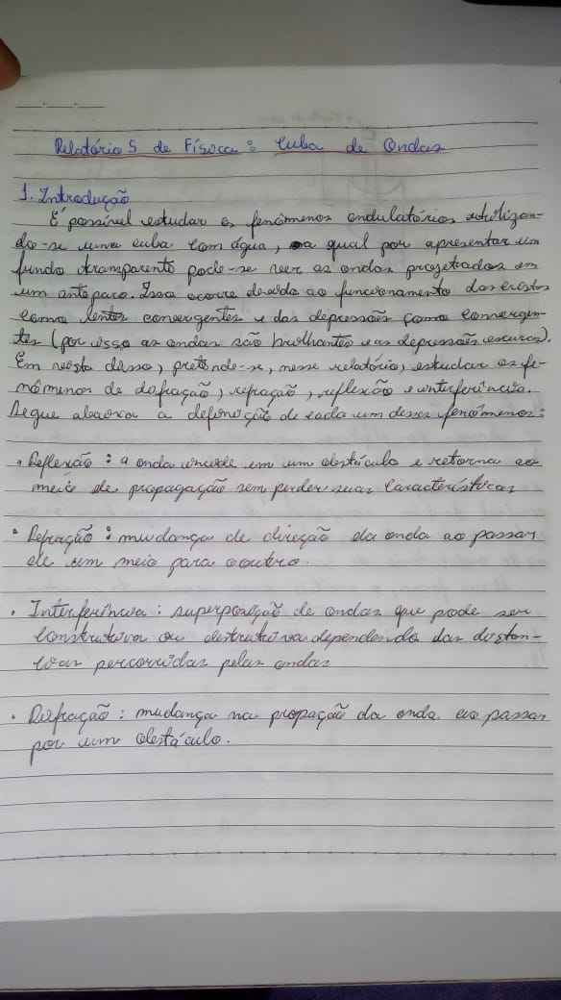 Relatório 5 de Física: Cuba de Ondas
1. Introdução
É possível estudar os fenômenos ondulatórios utilizan-
do-se uma cuba com água, na qual por apresentar um
fundo transparente pode-se ver as ondas projetadas em
um anteparo. Isso ocorre devido ao funcionamento das cristas
como lentes convergentes e das depressões como convergen-
tes (por isso as ondas são brilhantes e as depressões escuras).
Em vista disso, pretende-se, nesse relatório, estudar os fe-
nômenos de difração, refração, reflexão e interferência.
Segue abaixo a definição de cada um desses fenômenos:
• Reflexão: a onda incide em um obstáculo e retorna ao
meio de propagação sem perder suas características
• Refração: mudança de direção da onda ao passar
de um meio para outro.
• Interferência: superposição de ondas que pode ser
construtiva ou destrutiva dependendo das distân-
cias percorridas pelas ondas
• Difração: mudança na propação da onda ao passar
por um obstáculo.